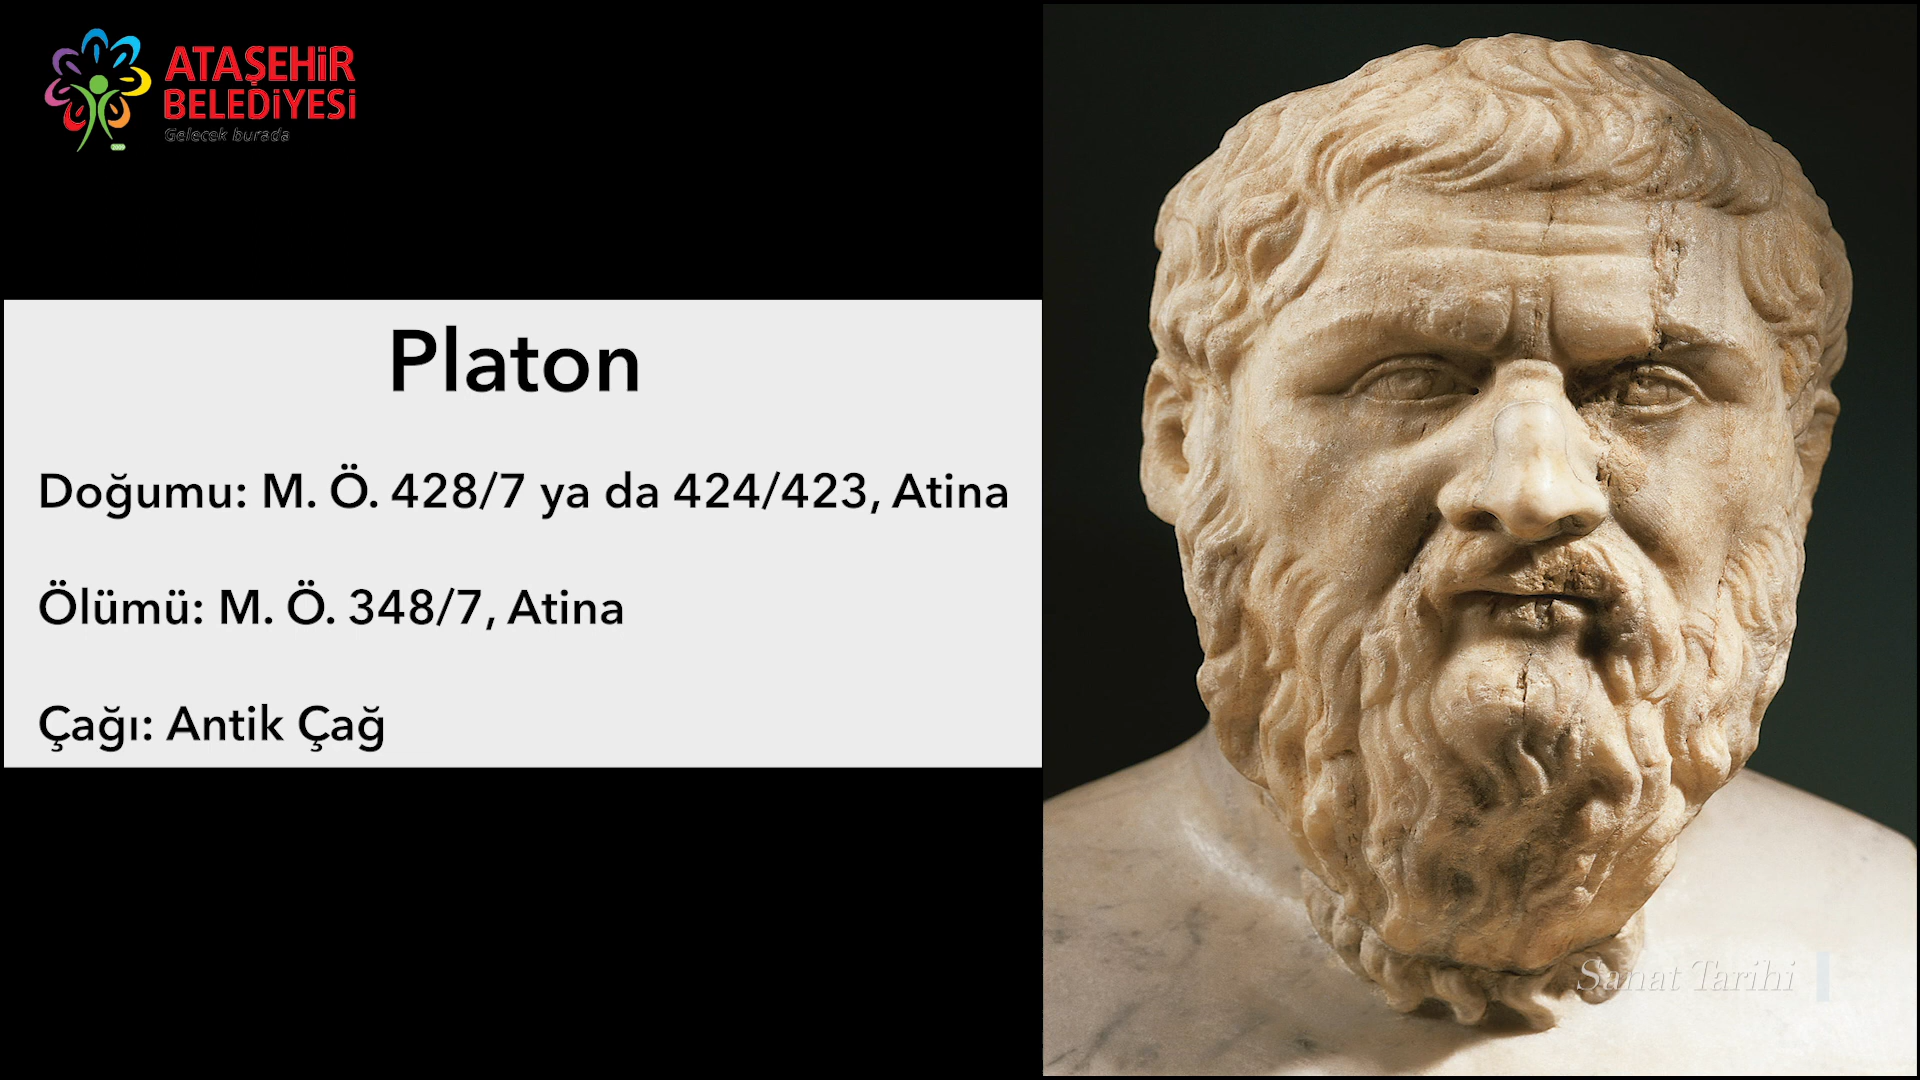 ATAŞEHİR
BELEDİYESİ
Gelecek burada
Platon
Doğumu: M. Ö. 428/7 ya da 424/423, Atina
Ölümü: M. Ö. 348/7, Atina
Çağı: Antik Çağ
Sanat Tarihi